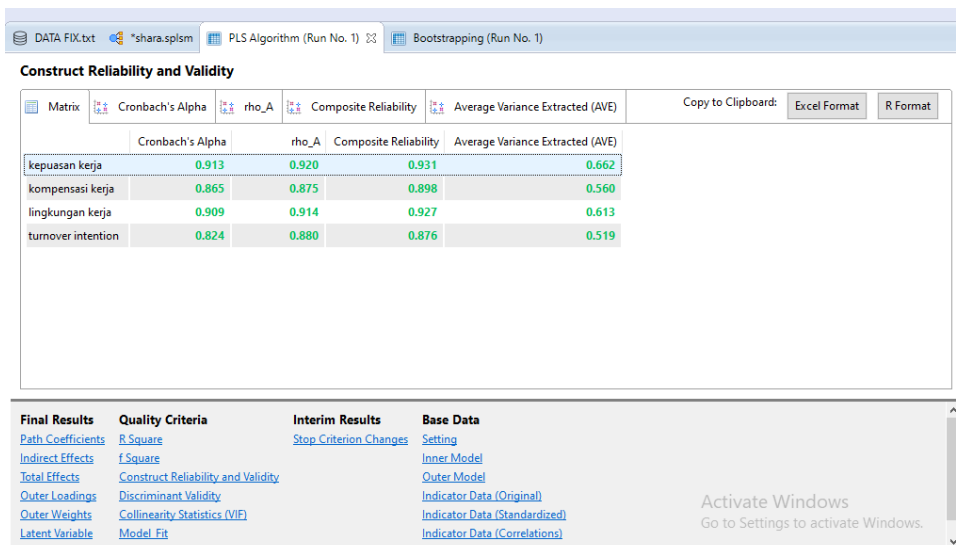 DATA FIX.txt *shara.splsm PLS Algorithm (Run No. 1) Bootstrapping (Run No. 1)
Construct Reliability and Validity
Matrix Cronbach's Alpha rho_A Composite Reliability Average Variance Extracted (AVE) Copy to Clipboard: Excel Format R Format
Cronbach's Alpha rho_A Composite Reliability Average Variance Extracted (AVE)
kepuasan kerja 0.913 0.920 0.931 0.662
kompensasi kerja 0.865 0.875 0.898 0.560
lingkungan kerja 0.909 0.914 0.927 0.613
turnover intention 0.824 0.880 0.876 0.519
Final Results Quality Criteria Interim Results Base Data
Path Coefficients R Square Stop Criterion Changes Setting
Indirect Effects f Square Inner Model
Total Effects Construct Reliability and Validity Outer Model
Outer Loadings Discriminant Validity Indicator Data (Original)
Outer Weights Collinearity Statistics (VIF) Indicator Data (Standardized)
Latent Variable Model_Fit Indicator Data (Correlations)
Activate Windows
Go to Settings to activate Windows.